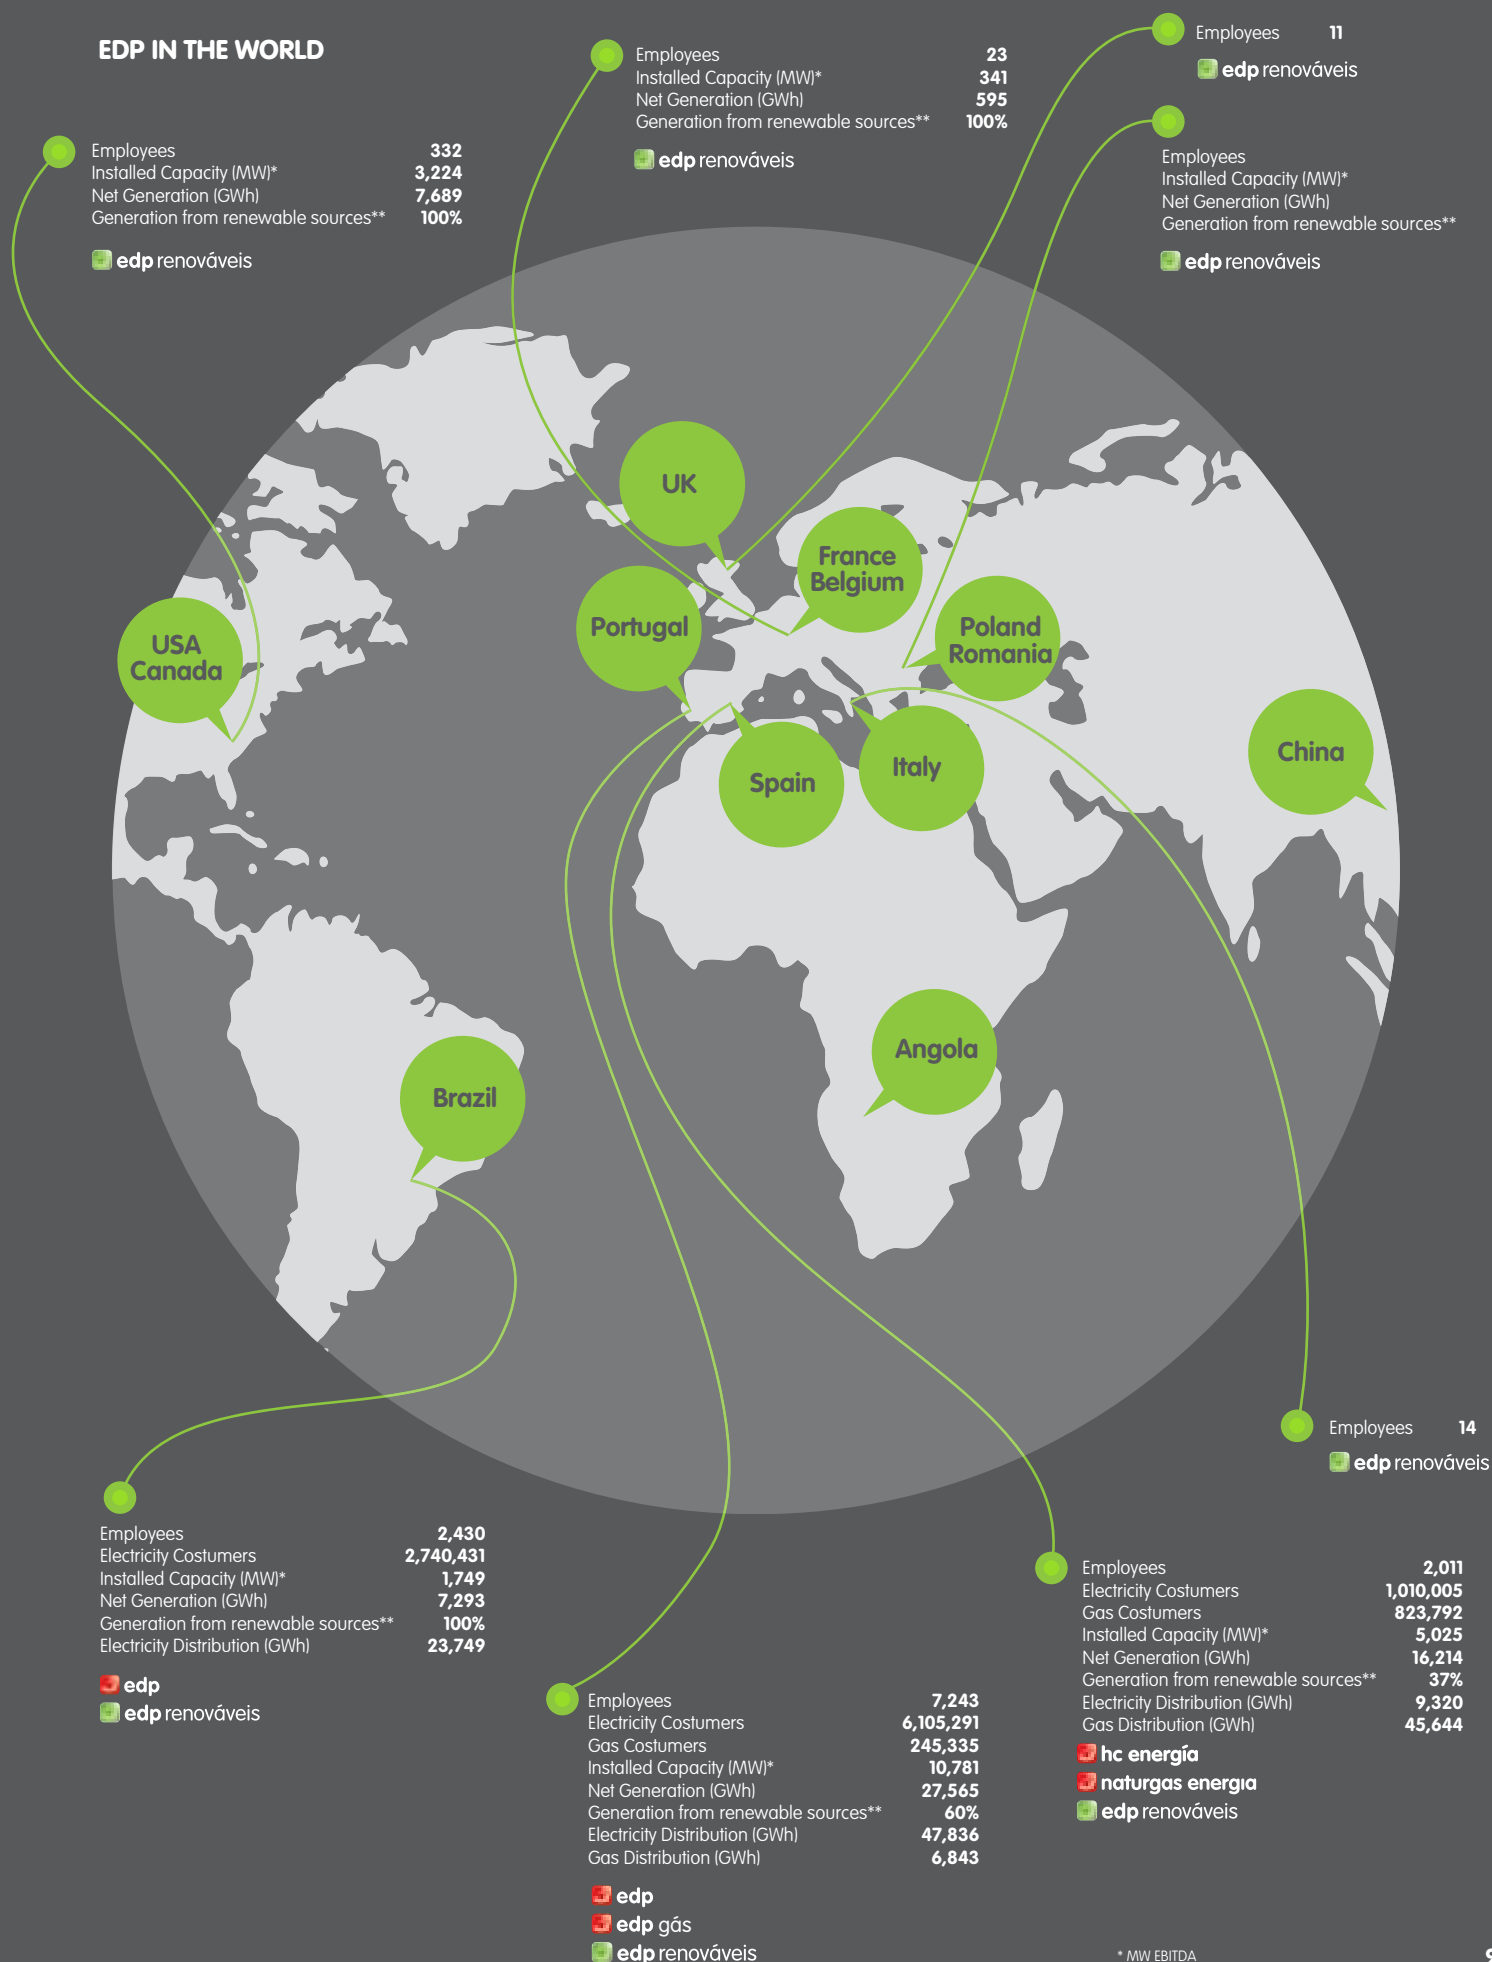 EDP IN THE WORLD
Employees 11
edp renováveis
Employees 23
Installed Capacity (MW)* 341
Net Generation (GWh) 595
Generation from renewable sources** 100%
edp renováveis
Employees 332
Installed Capacity (MW)* 3,224
Net Generation (GWh) 7,689
Generation from renewable sources** 100%
edp renováveis
Employees
Installed Capacity (MW)*
Net Generation (GWh)
Generation from renewable sources**
edp renováveis
UK
France
Belgium
Portugal
Poland
Romania
USA
Canada
China
Italy
Spain
Angola
Brazil
Employees 14
edp renováveis
Employees 2,430
Electricity Costumers 2,740,431
Installed Capacity (MW)* 1,749
Net Generation (GWh) 7,293
Generation from renewable sources** 100%
Electricity Distribution (GWh) 23,749
edp
edp renováveis
Employees 2,011
Electricity Costumers 1,010,005
Gas Costumers 823,792
Installed Capacity (MW)* 5,025
Net Generation (GWh) 16,214
Generation from renewable sources** 37%
Electricity Distribution (GWh) 9,320
Gas Distribution (GWh) 45,644
hc energía
naturgas energia
edp renováveis
Employees 7,243
Electricity Costumers 6,105,291
Gas Costumers 245,335
Installed Capacity (MW)* 10,781
Net Generation (GWh) 27,565
Generation from renewable sources** 60%
Electricity Distribution (GWh) 47,836
Gas Distribution (GWh) 6,843
edp
edp gás
edp renováveis
* MW EBITDA